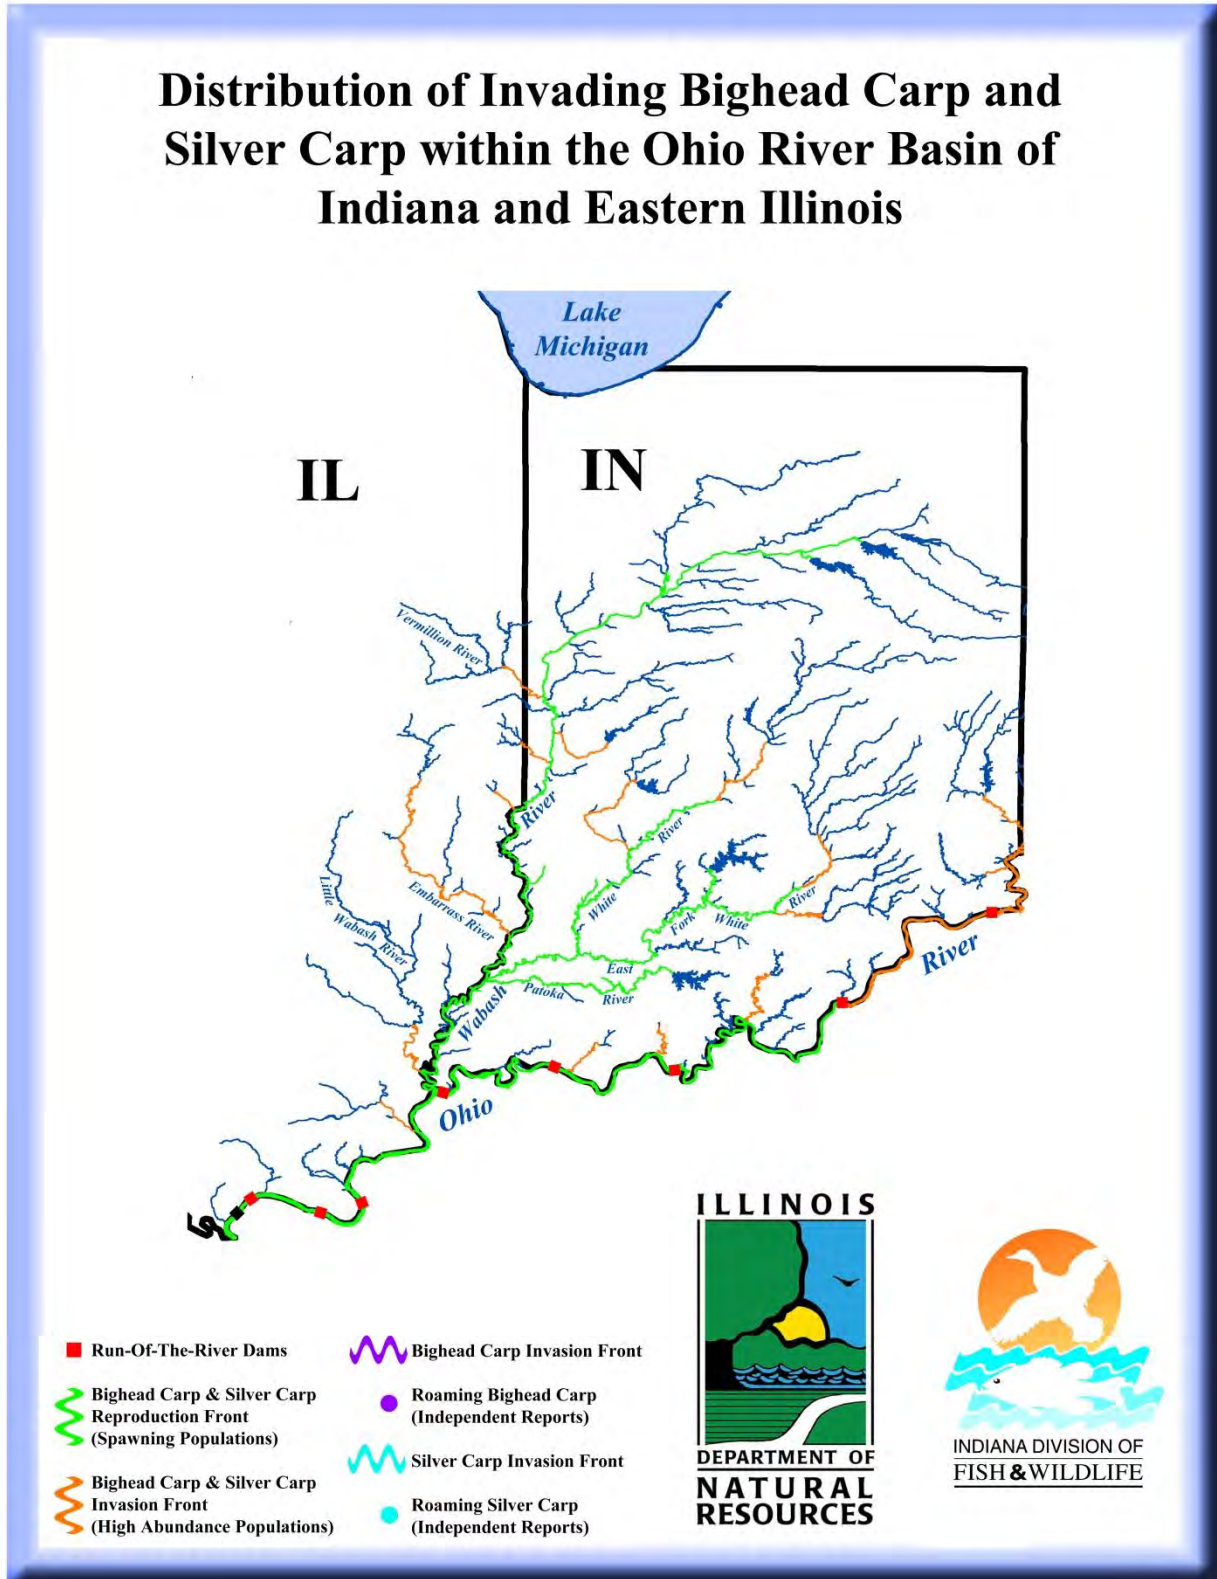 Distribution of Invading Bighead Carp and
Silver Carp within the Ohio River Basin of
Indiana and Eastern Illinois
Lake
Michigan
IL
IN
Vermillion River
River
River
Little
Wabash River
Embarrass River
White
Fork
White
River
East
Patoka
River
Wabash
River
Ohio
Run-Of-The-River Dams
Bighead Carp & Silver Carp
Reproduction Front
(Spawning Populations)
Bighead Carp & Silver Carp
Invasion Front
(High Abundance Populations)
Bighead Carp Invasion Front
Roaming Bighead Carp
(Independent Reports)
Silver Carp Invasion Front
Roaming Silver Carp
(Independent Reports)
ILLINOIS
DEPARTMENT OF
NATURAL
RESOURCES
INDIANA DIVISION OF
FISH & WILDLIFE